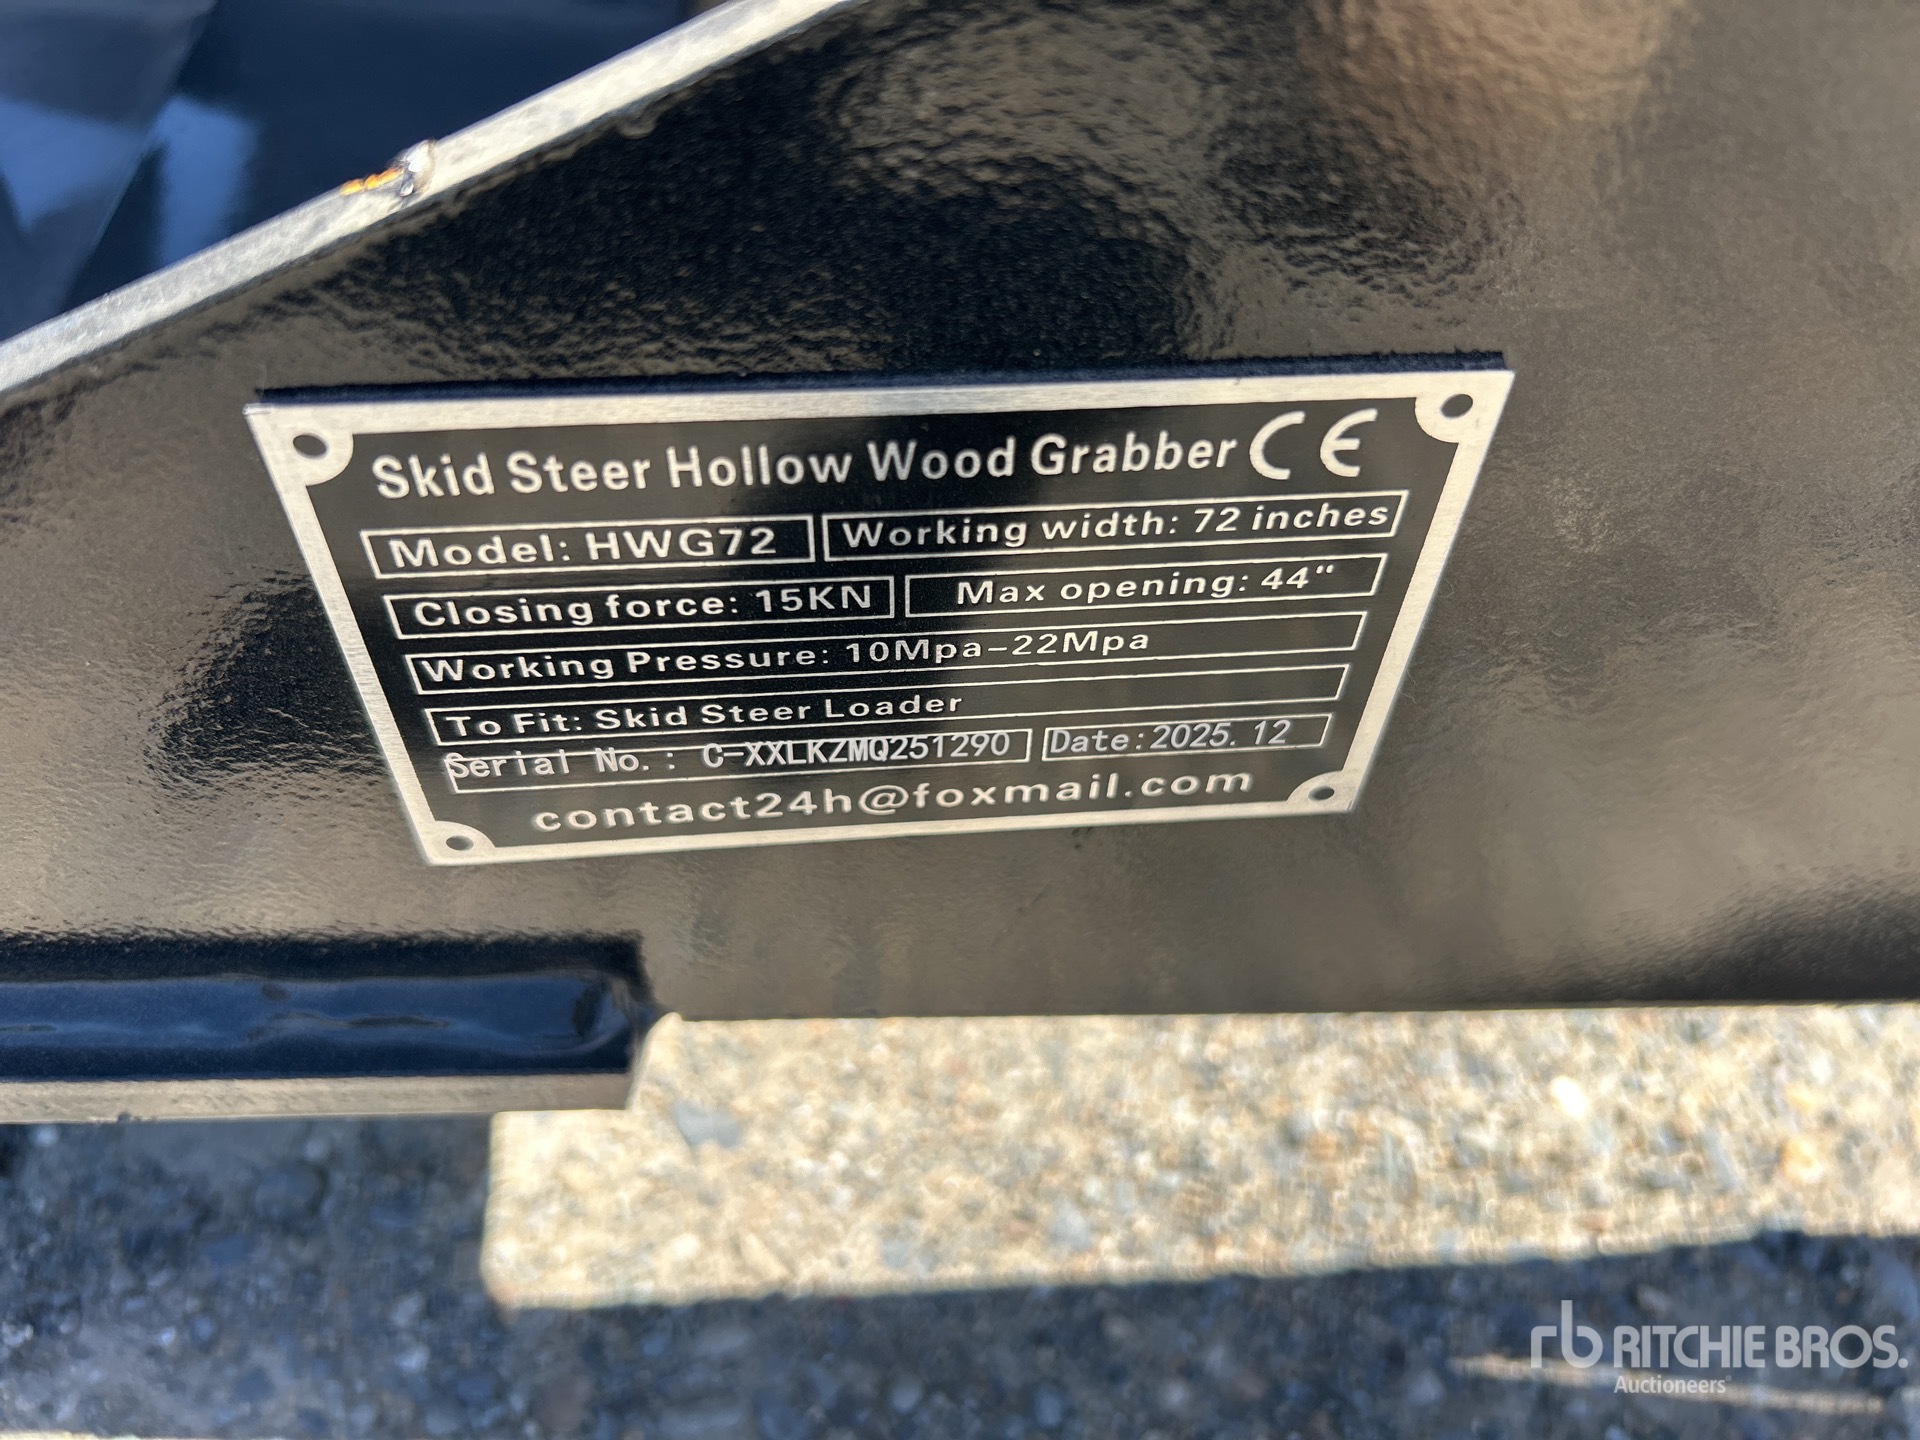 Skid Steer Hollow Wood Grabber CE
Model: HWG72 Working width: 72 inches
Closing force: 15KN Max opening: 44"
Working Pressure: 10Mpa-22Mpa
To Fit: Skid Steer Loader
Serial No.: C-XXLKZMQ251290 Date:2025.12
contact24h@foxmail.com
rb RITCHIE BROS.
Auctioneers